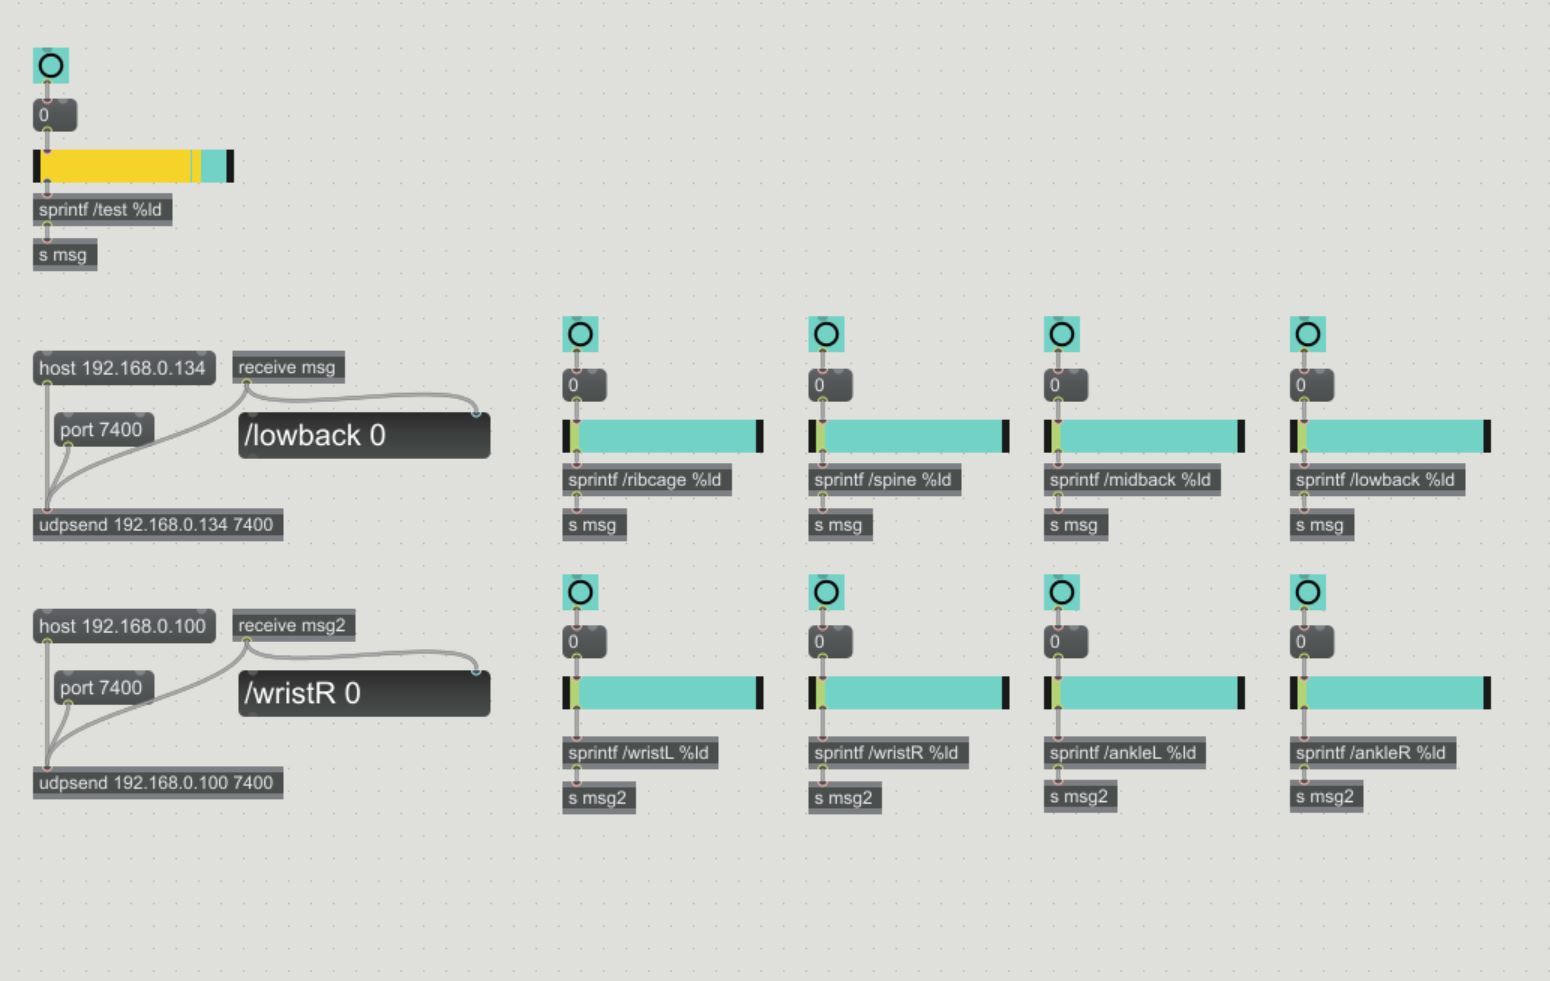 0
sprintf /test %ld
s msg
host 192.168.0.134
receive msg
port 7400
/lowback 0
udpsend 192.168.0.134 7400
0
sprintf /ribcage %ld
s msg
0
sprintf /spine %ld
s msg
0
sprintf /midback %ld
s msg
0
sprintf /lowback %ld
s msg
host 192.168.0.100
receive msg2
port 7400
/wristR 0
udpsend 192.168.0.100 7400
0
sprintf /wristL %ld
s msg2
0
sprintf /wristR %ld
s msg2
0
sprintf /ankleL %ld
s msg2
0
sprintf /ankleR %ld
s msg2